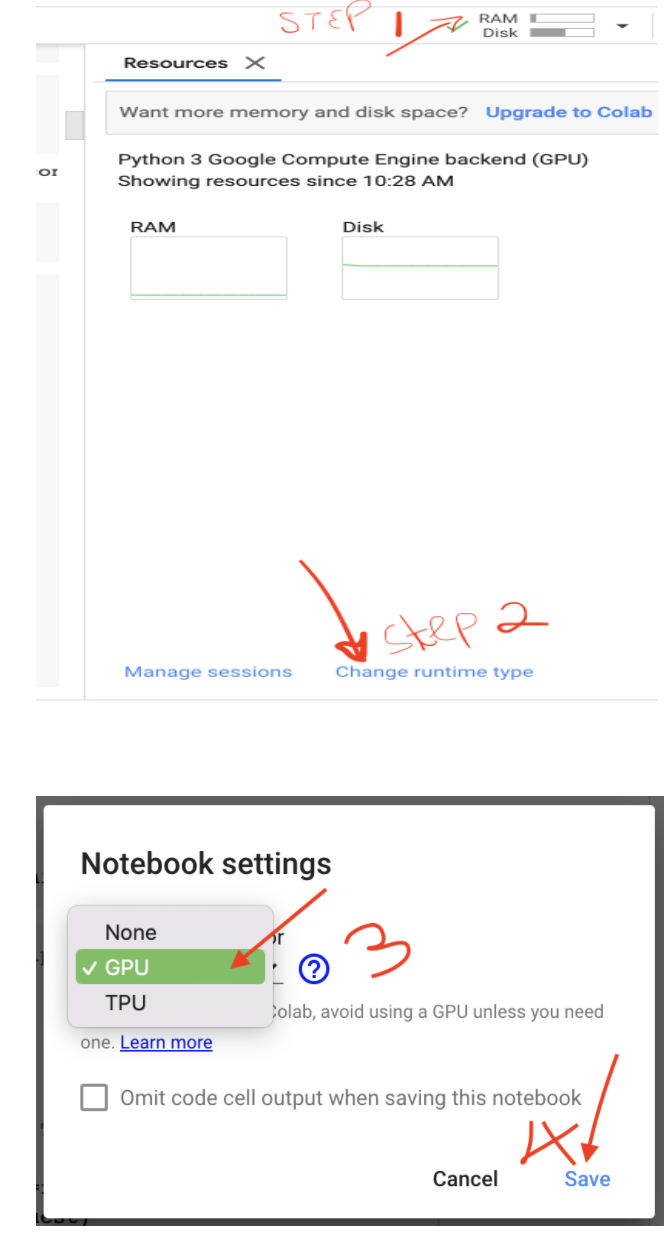 STEP 1
RAM
Disk
Resources
Want more memory and disk space? Upgrade to Colab
or
Python 3 Google Compute Engine backend (GPU)
Showing resources since 10:28 AM
RAM Disk
step 2
Manage sessions Change runtime type
Notebook settings
None
or
3
GPU
TPU
Colab, avoid using a GPU unless you need
one. Learn more
Omit code cell output when saving this notebook
4
Cancel Save